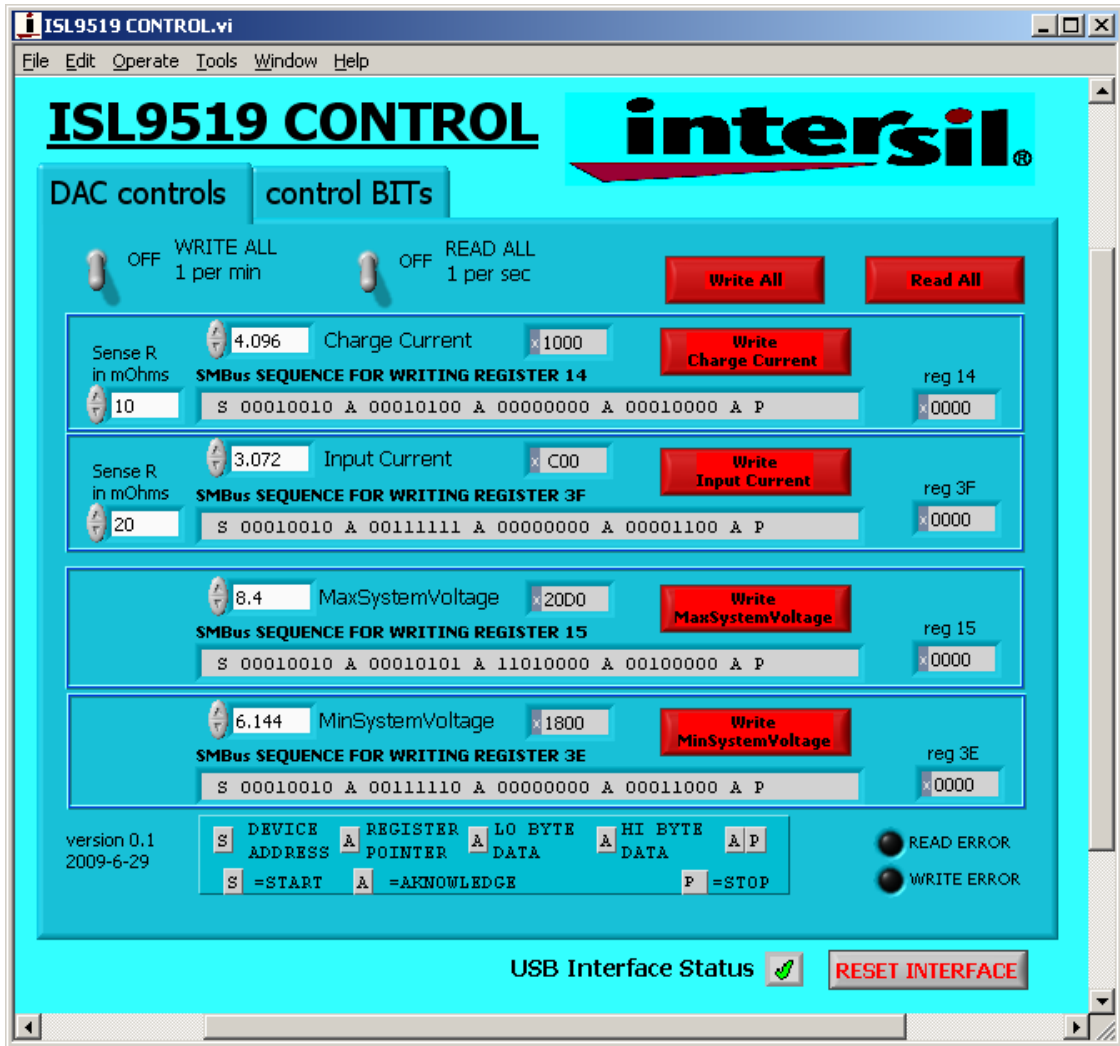 ISL9519 CONTROL.vi
File Edit Operate Tools Window Help
ISL9519 CONTROL
intersil®
DAC controls control BITs
OFF WRITE ALL 1 per min
OFF READ ALL 1 per sec
Write All
Read All
Sense R in mOhms
10
4.096 Charge Current x 1000
Write Charge Current
SMBus SEQUENCE FOR WRITING REGISTER 14
S 00010010 A 00010100 A 00000000 A 00010000 A P
reg 14
x 0000
Sense R in mOhms
20
3.072 Input Current x C00
Write Input Current
SMBus SEQUENCE FOR WRITING REGISTER 3F
S 00010010 A 00111111 A 00000000 A 00001100 A P
reg 3F
x 0000
8.4 MaxSystemVoltage x 20D0
Write MaxSystemVoltage
SMBus SEQUENCE FOR WRITING REGISTER 15
S 00010010 A 00010101 A 11010000 A 00100000 A P
reg 15
x 0000
6.144 MinSystemVoltage x 1800
Write MinSystemVoltage
SMBus SEQUENCE FOR WRITING REGISTER 3E
S 00010010 A 00111110 A 00000000 A 00011000 A P
reg 3E
x 0000
version 0.1
2009-6-29
S DEVICE ADDRESS A REGISTER POINTER A LO BYTE DATA A HI BYTE DATA A P
S =START A =AKNOWLEDGE P =STOP
READ ERROR
WRITE ERROR
USB Interface Status
RESET INTERFACE